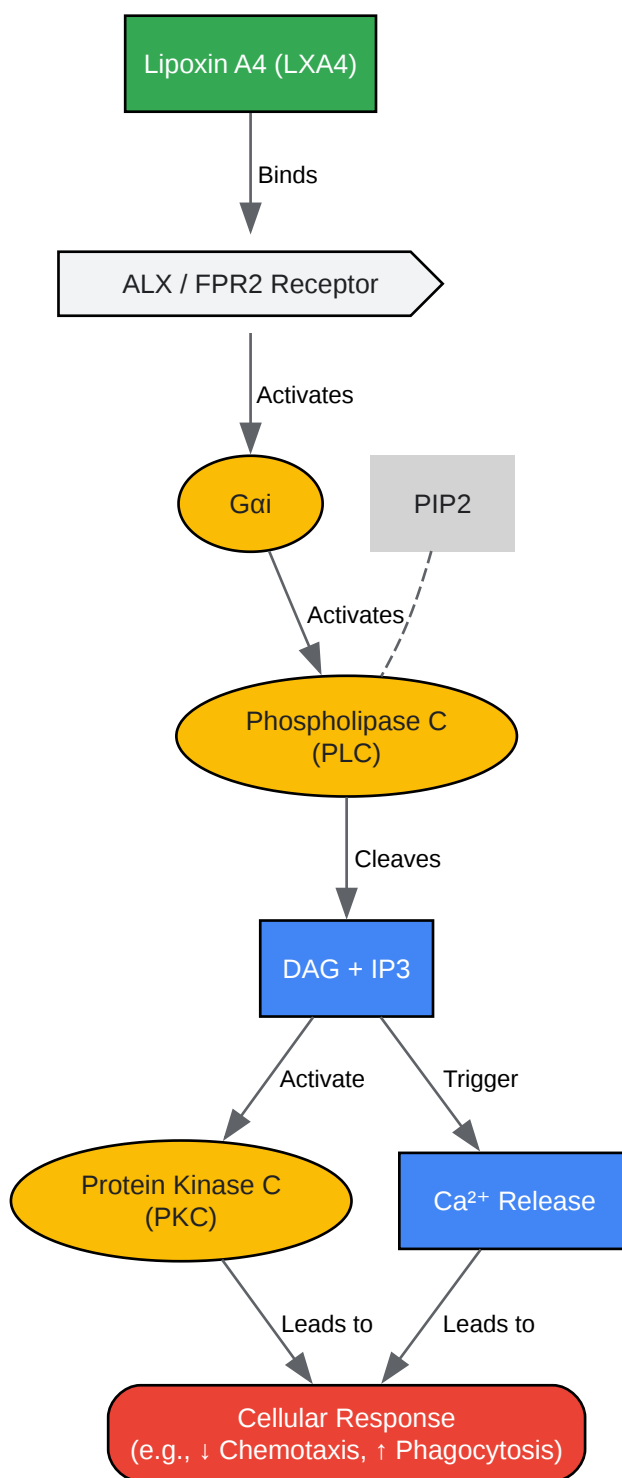 Lipoxin A4 (LXA4)
Binds
ALX / FPR2 Receptor
Activates
Gαi
PIP2
Activates
Phospholipase C
(PLC)
Cleaves
DAG + IP3
Activate
Trigger
Protein Kinase C
(PKC)
Ca²⁺ Release
Leads to
Leads to
Cellular Response
(e.g., ↓ Chemotaxis, ↑ Phagocytosis)